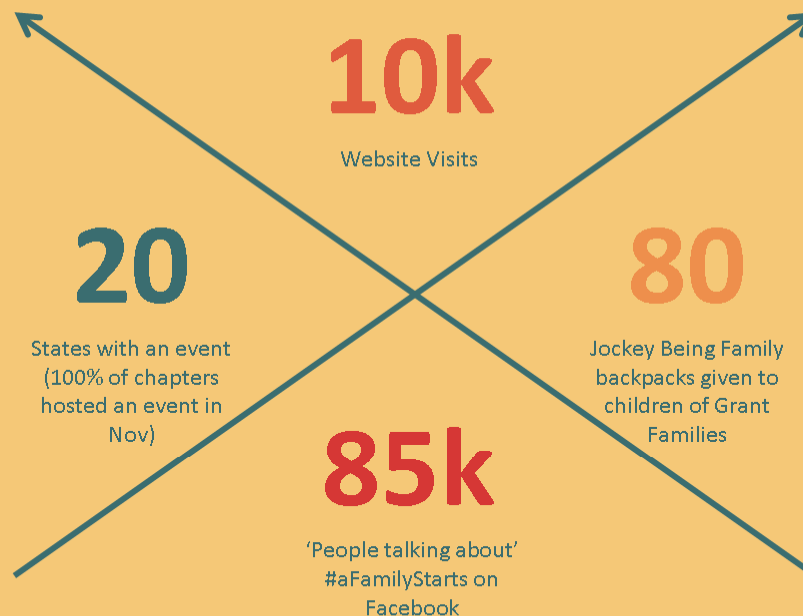 10k
Website Visits
20
States with an event
(100% of chapters
hosted an event in
Nov)
80
Jockey Being Family
backpacks given to
children of Grant
Families
85k
‘People talking about’
#aFamilyStarts on
Facebook